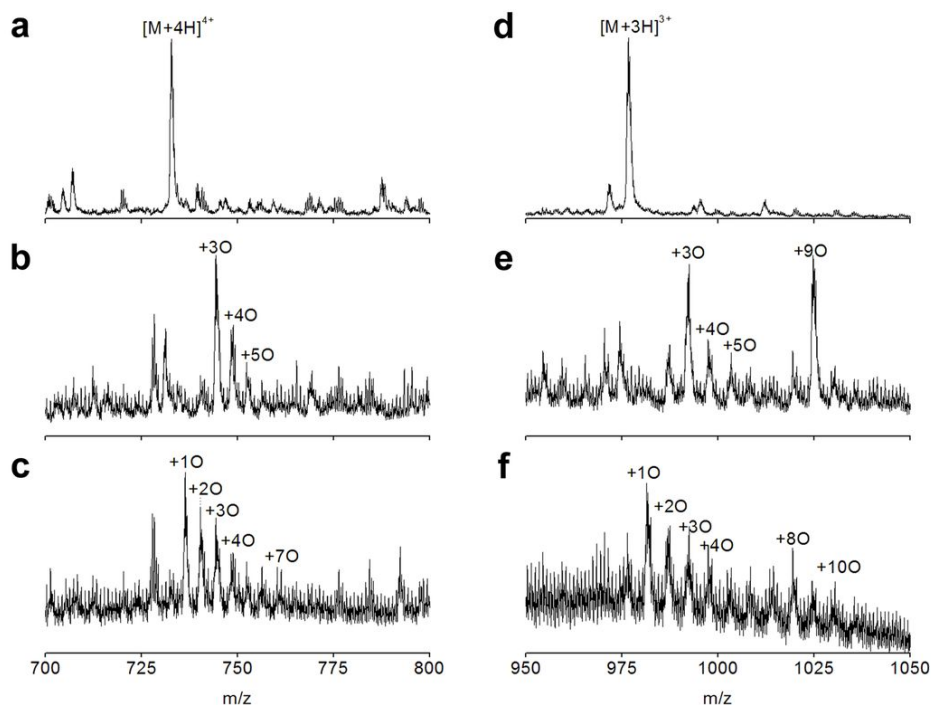 a
[M+4H]4+
b
+3O
+4O
+5O
c
+1O
+2O
+3O
+4O
+7O
700 725 750 775 800
m/z
d
[M+3H]3+
e
+3O
+4O
+5O
+9O
f
+1O
+2O
+3O
+4O
+8O
+10O
950 975 1000 1025 1050
m/z